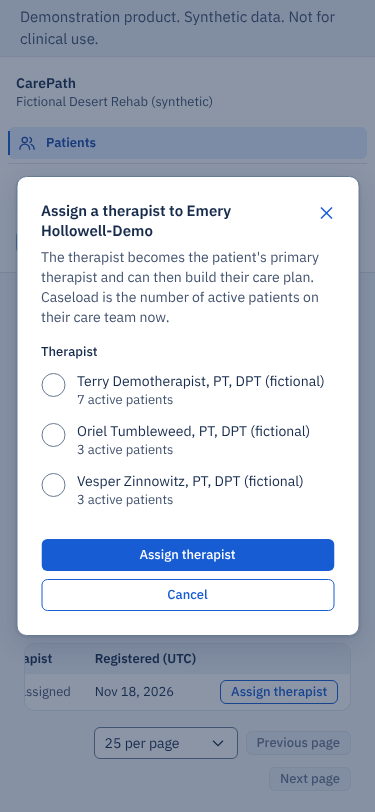 Demonstration product. Synthetic data. Not for
clinical use.
CarePath
Fictional Desert Rehab (synthetic)
Patients
Assign a therapist to Emery
Hollowell-Demo
The therapist becomes the patient's primary
therapist and can then build their care plan.
Caseload is the number of active patients on
their care team now.
Therapist
Terry Demotherapist, PT, DPT (fictional)
7 active patients
Oriel Tumbleweed, PT, DPT (fictional)
3 active patients
Vesper Zinnowitz, PT, DPT (fictional)
3 active patients
Assign therapist
Cancel
apist Registered (UTC)
ssigned Nov 18, 2026 Assign therapist
25 per page Previous page
Next page